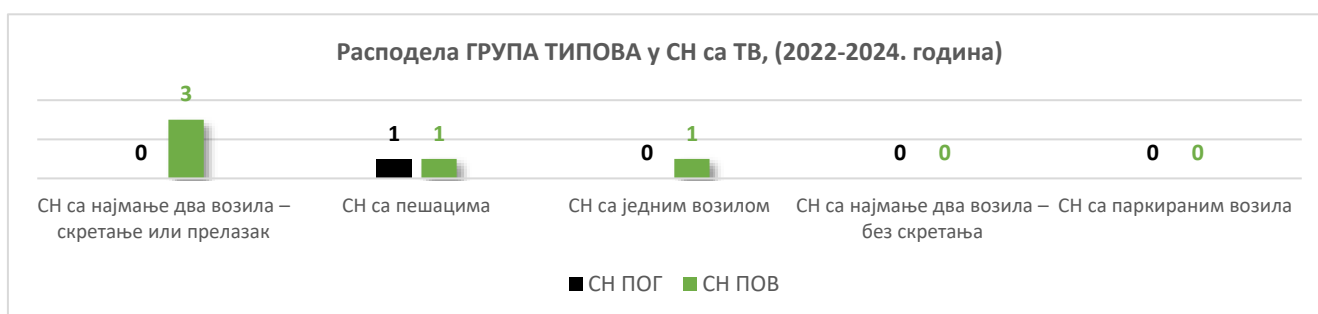 Расподела ГРУПА ТИПОВА у СН са ТВ, (2022-2024. година)
3
0
1
1
0
1
0
0
0
0
СН са најмање два возила –
скретање или прелазак
СН са пешацима
СН са једним возилом
СН са најмање два возила –
без скретања
СН са паркираним возила
СН ПОГ
СН ПОВ